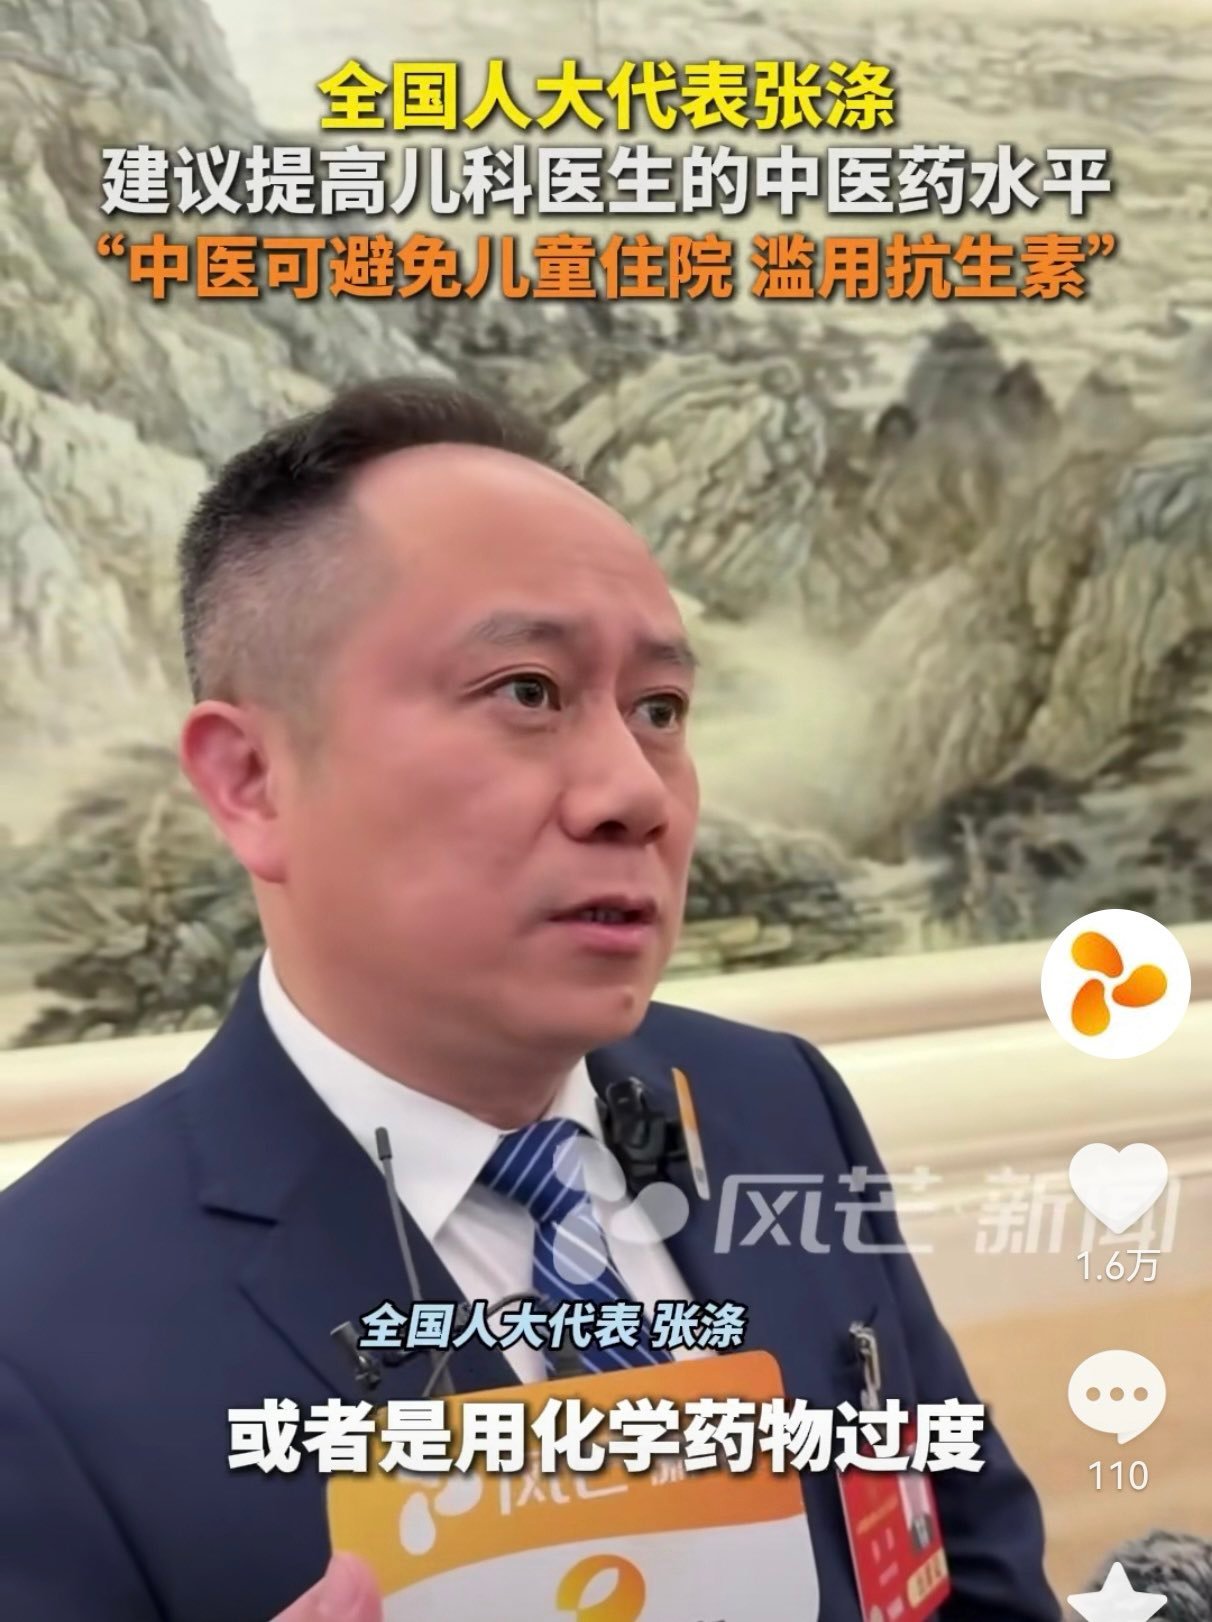 全国人大代表张涤
建议提高儿科医生的中医药水平
“中医可避免儿童住院 滥用抗生素”
风芒 新闻
1.6万
全国人大代表 张涤
或者是用化学药物过度
110
风芒